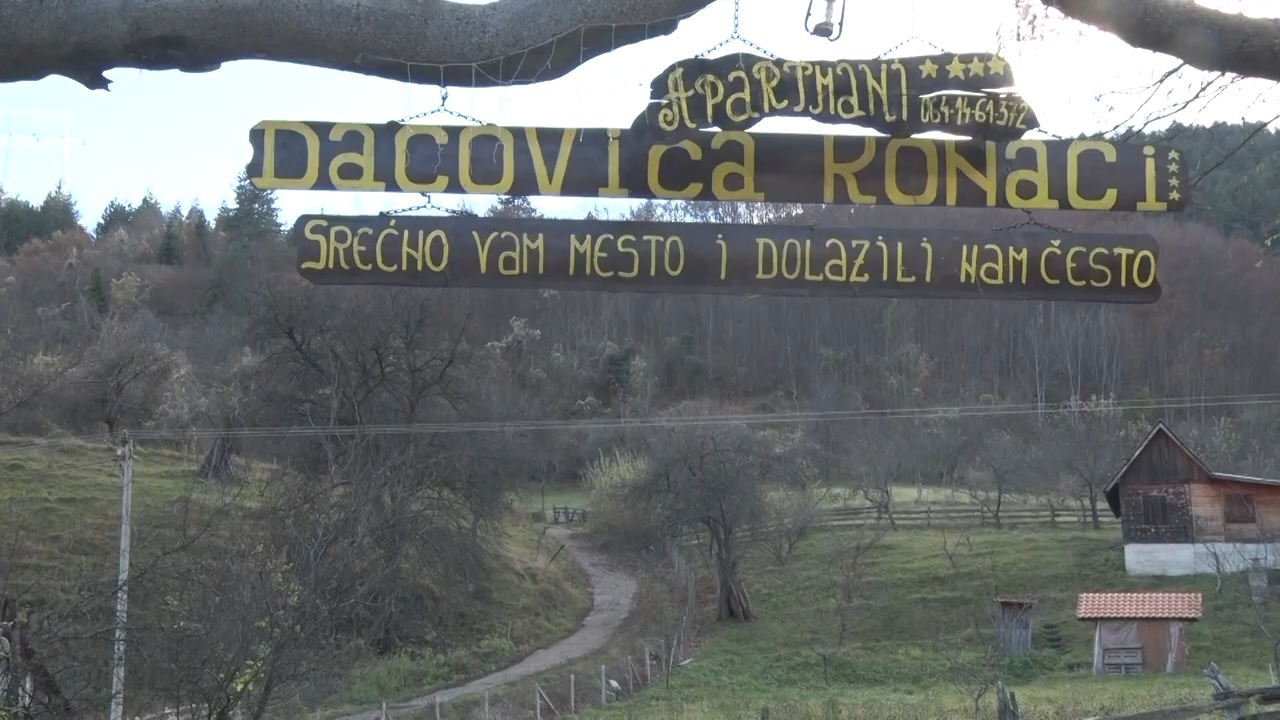 APARTMANI
064-14-61-372
DACOVIĆA KONACI
SREĆNO VAM MESTO I DOLAZILI NAM ČESTO